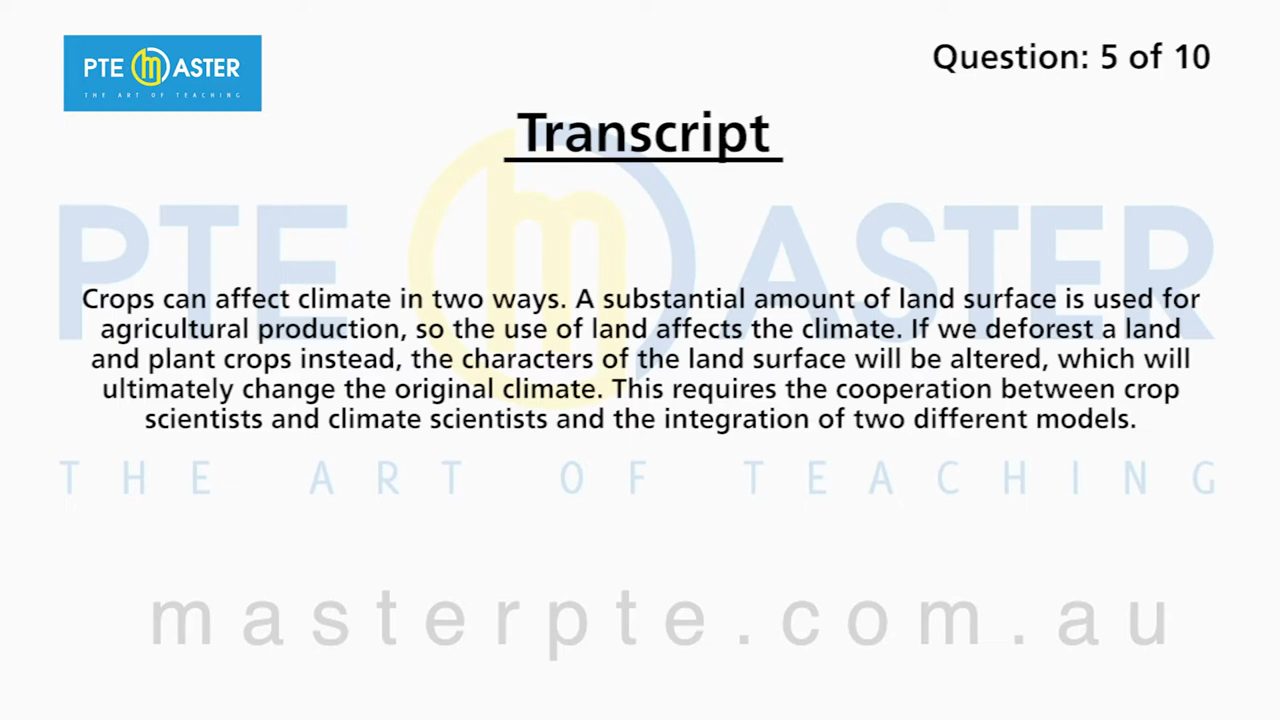 PTE MASTER
THE ART OF TEACHING
Question: 5 of 10
Transcript
PTE MASTER
Crops can affect climate in two ways. A substantial amount of land surface is used for
agricultural production, so the use of land affects the climate. If we deforest a land
and plant crops instead, the characters of the land surface will be altered, which will
ultimately change the original climate. This requires the cooperation between crop
scientists and climate scientists and the integration of two different models.
THE ART OF TEACHING
masterpte.com.au